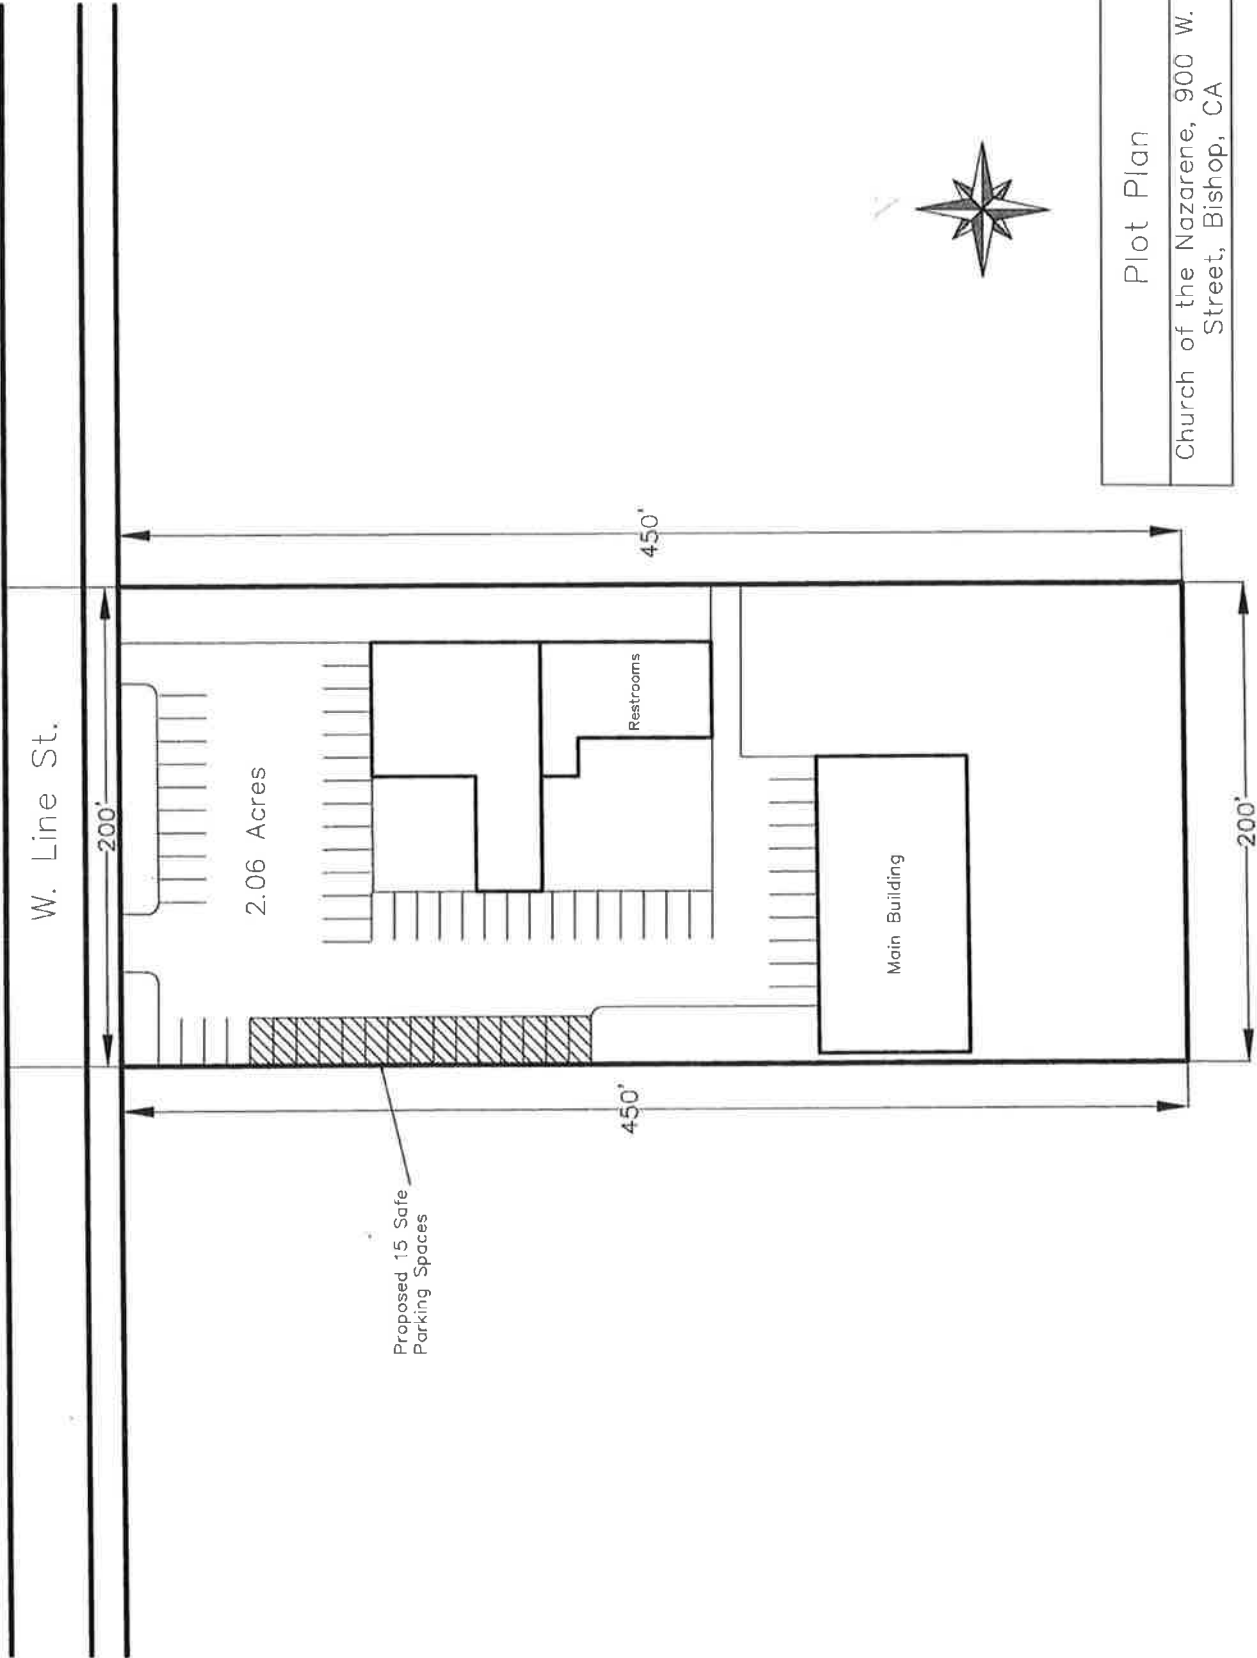 W. Line St.
200'
2.06 Acres
450'
450'
Restrooms
Main Building
Proposed 15 Safe
Parking Spaces
200'
Plot Plan
Church of the Nazarene, 900 W.
Street, Bishop, CA